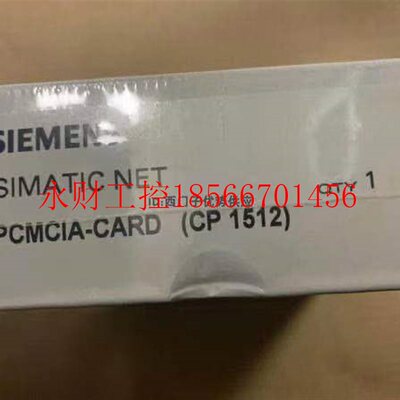 SIEMENS
SIMATIC NET
QTY 1
永财工控18566701456
PCMCIA-CARD (CP 1512)